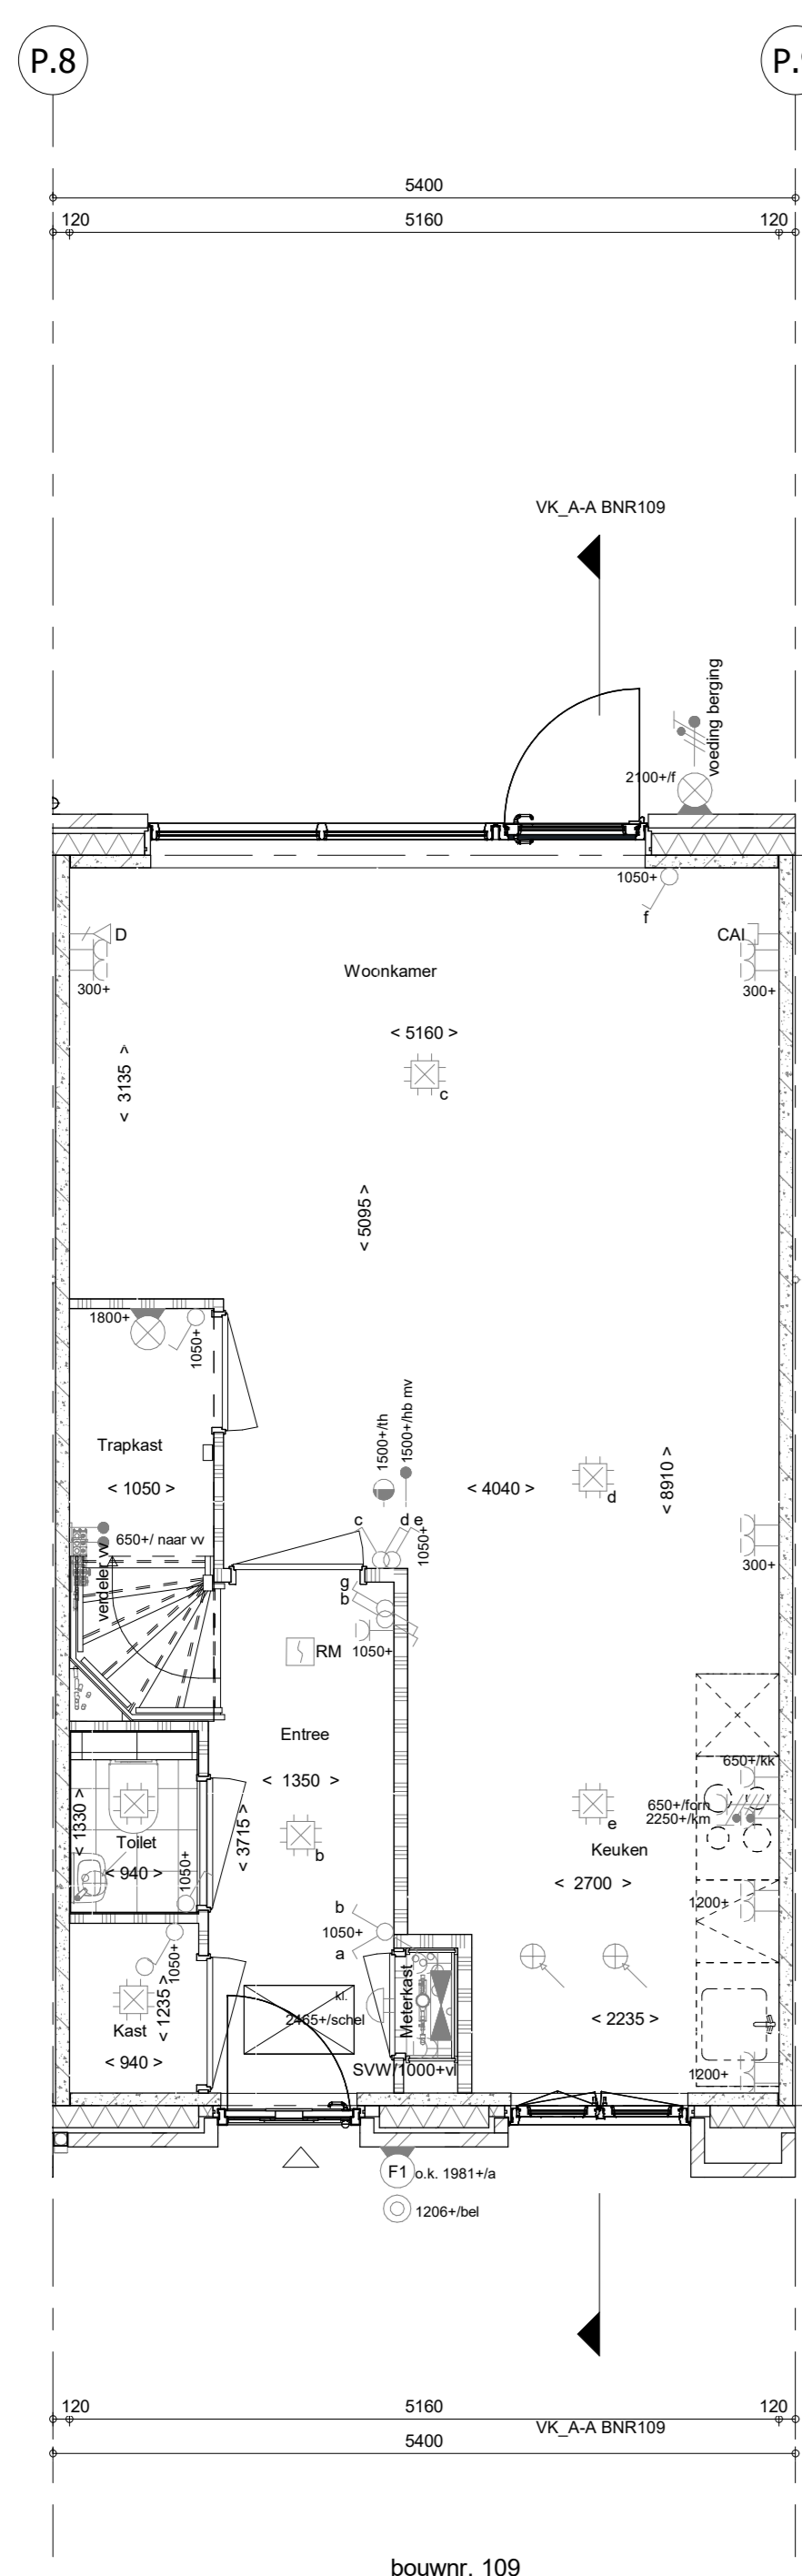 P.8
P.9
5400
120
5160
120
VK_A-A BNR109
voeding berging
2100+/f
1050+
f
D
CAI
300+
300+
Woonkamer
< 5160 >
c
< 3135 >
< 5095 >
1800+
1050+
1500+/th
1500+/hb mv
Trapkast
< 1050 >
< 4040 >
d
< 8910 >
650+/ naar vv
verdeler vv
c
d e
1050+
300+
g
b
1050+
RM
Entree
< 1350 >
650+/kk
650+/forn
2250+/km
< 1330 >
Toilet
< 940 >
1050+
< 3715 >
b
e
Keuken
< 2700 >
1200+
b
1050+
a
1050+
< 1235 >
Kast
< 940 >
kl.
2465+/schel
Meterkast
< 2235 >
SVW/1000+vl
1200+
F1
o.k. 1981+/a
1206+/bel
120
5160
120
VK_A-A BNR109
5400
bouwnr. 109